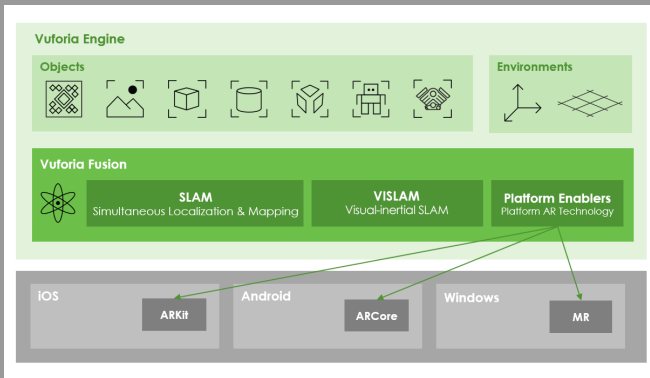 Vuforia Engine
Objects
Environments
Vuforia Fusion
SLAM
Simultaneous Localization & Mapping
VISLAM
Visual-inertial SLAM
Platform Enablers
Platform AR Technology
iOS
ARKit
Android
ARCore
Windows
MR